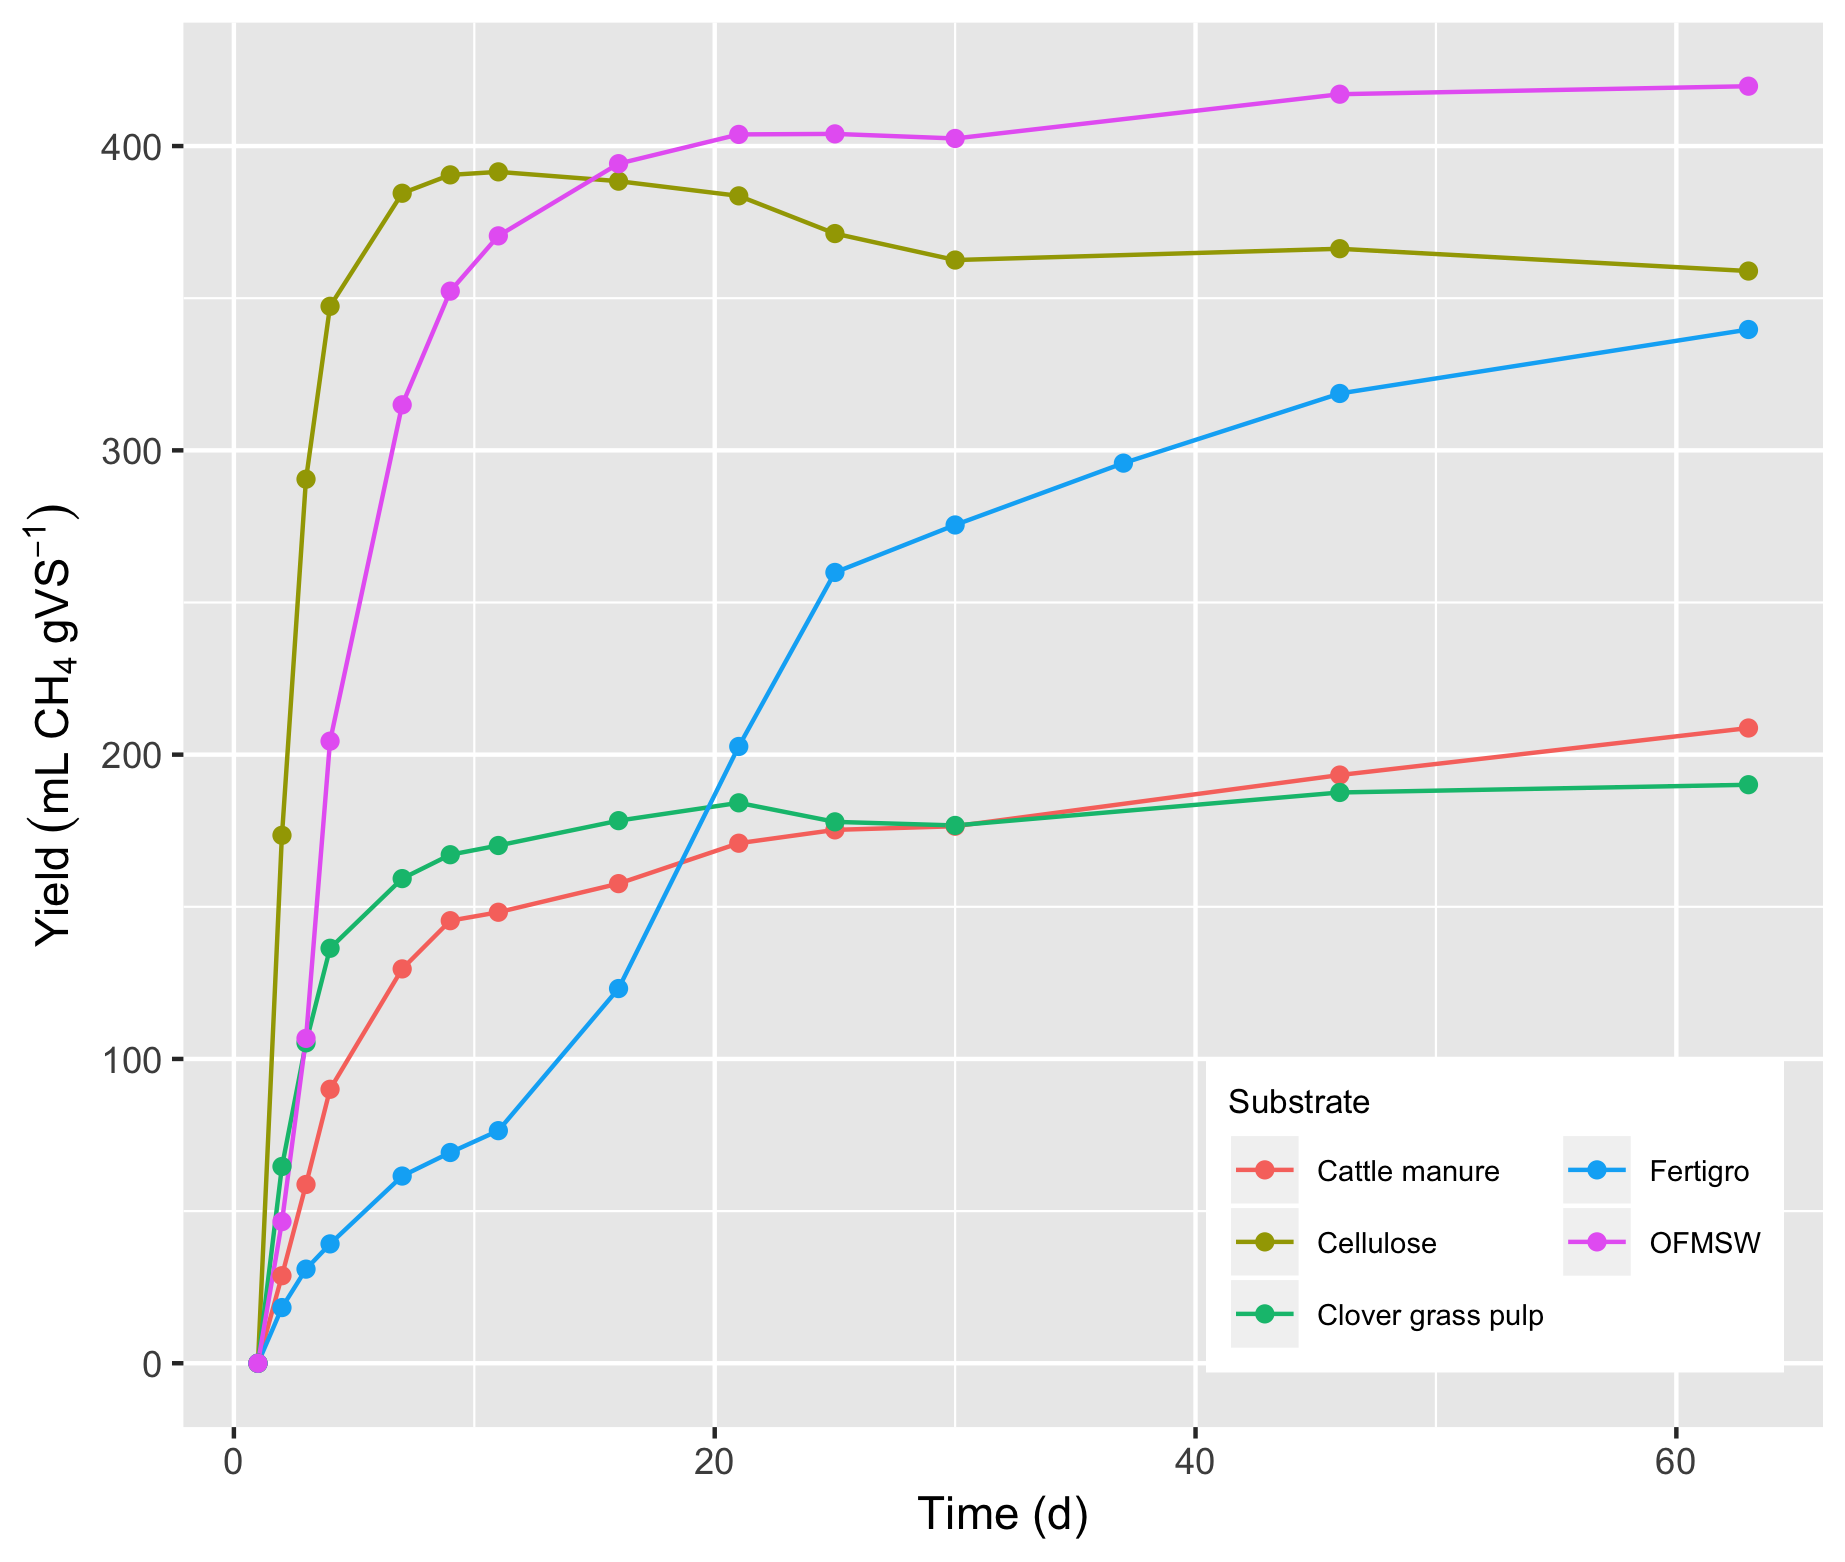 Yield (mL CH₄ gVS⁻¹)
400
300
200
100
0
0 20 40 60
Time (d)
Substrate
Cattle manure
Cellulose
Clover grass pulp
Fertigro
OFMSW